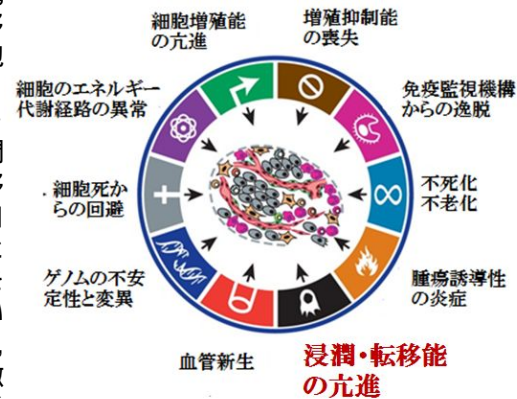 細胞増殖能
の亢進
増殖抑制能
の喪失
細胞のエネルギー
代謝経路の異常
免疫監視機構
からの逸脱
細胞死か
らの回避
不死化
不老化
ゲノムの不安
定性と変異
腫瘍誘導性
の炎症
血管新生
浸潤・転移能
の亢進